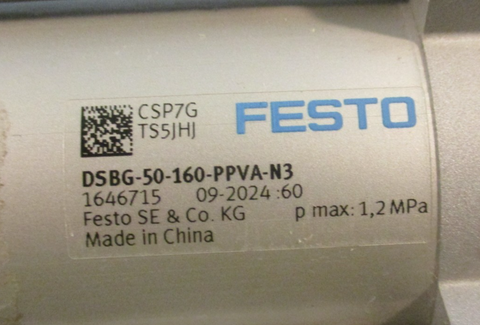 CSP7G
TS5JHJ
FESTO
DSBG-50-160-PPVA-N3
1646715 09-2024 :60
Festo SE & Co. KG p max: 1,2 MPa
Made in China